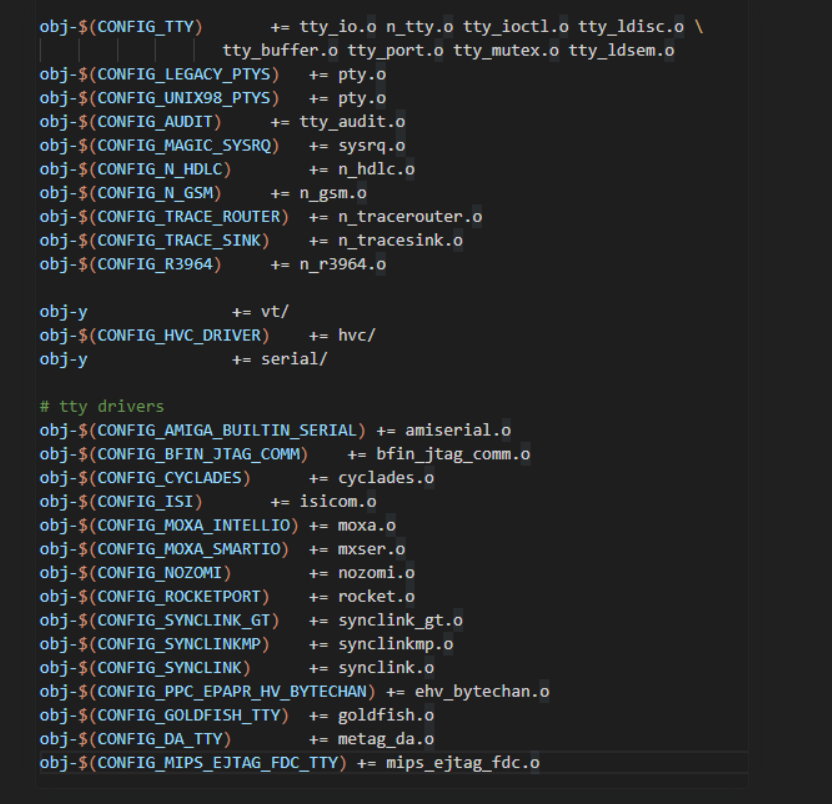 obj-$(CONFIG_TTY) += tty_io.o n_tty.o tty_ioctl.o tty_ldisc.o \
tty_buffer.o tty_port.o tty_mutex.o tty_ldsem.o
obj-$(CONFIG_LEGACY_PTYS) += pty.o
obj-$(CONFIG_UNIX98_PTYS) += pty.o
obj-$(CONFIG_AUDIT) += tty_audit.o
obj-$(CONFIG_MAGIC_SYSRQ) += sysrq.o
obj-$(CONFIG_N_HDLC) += n_hdlc.o
obj-$(CONFIG_N_GSM) += n_gsm.o
obj-$(CONFIG_TRACE_ROUTER) += n_tracerouter.o
obj-$(CONFIG_TRACE_SINK) += n_tracesink.o
obj-$(CONFIG_R3964) += n_r3964.o
obj-y += vt/
obj-$(CONFIG_HVC_DRIVER) += hvc/
obj-y += serial/
# tty drivers
obj-$(CONFIG_AMIGA_BUILTIN_SERIAL) += amiserial.o
obj-$(CONFIG_BFIN_JTAG_COMM) += bfin_jtag_comm.o
obj-$(CONFIG_CYCLADES) += cyclades.o
obj-$(CONFIG_ISI) += isicom.o
obj-$(CONFIG_MOXA_INTELLIO) += moxa.o
obj-$(CONFIG_MOXA_SMARTIO) += mxser.o
obj-$(CONFIG_NOZOMI) += nozomi.o
obj-$(CONFIG_ROCKETPORT) += rocket.o
obj-$(CONFIG_SYNCLINK_GT) += synclink_gt.o
obj-$(CONFIG_SYNCLINKMP) += synclinkmp.o
obj-$(CONFIG_SYNCLINK) += synclink.o
obj-$(CONFIG_PPC_EPAPR_HV_BYTECHAN) += ehv_bytechan.o
obj-$(CONFIG_GOLDFISH_TTY) += goldfish.o
obj-$(CONFIG_DA_TTY) += metag_da.o
obj-$(CONFIG_MIPS_EJTAG_FDC_TTY) += mips_ejtag_fdc.o